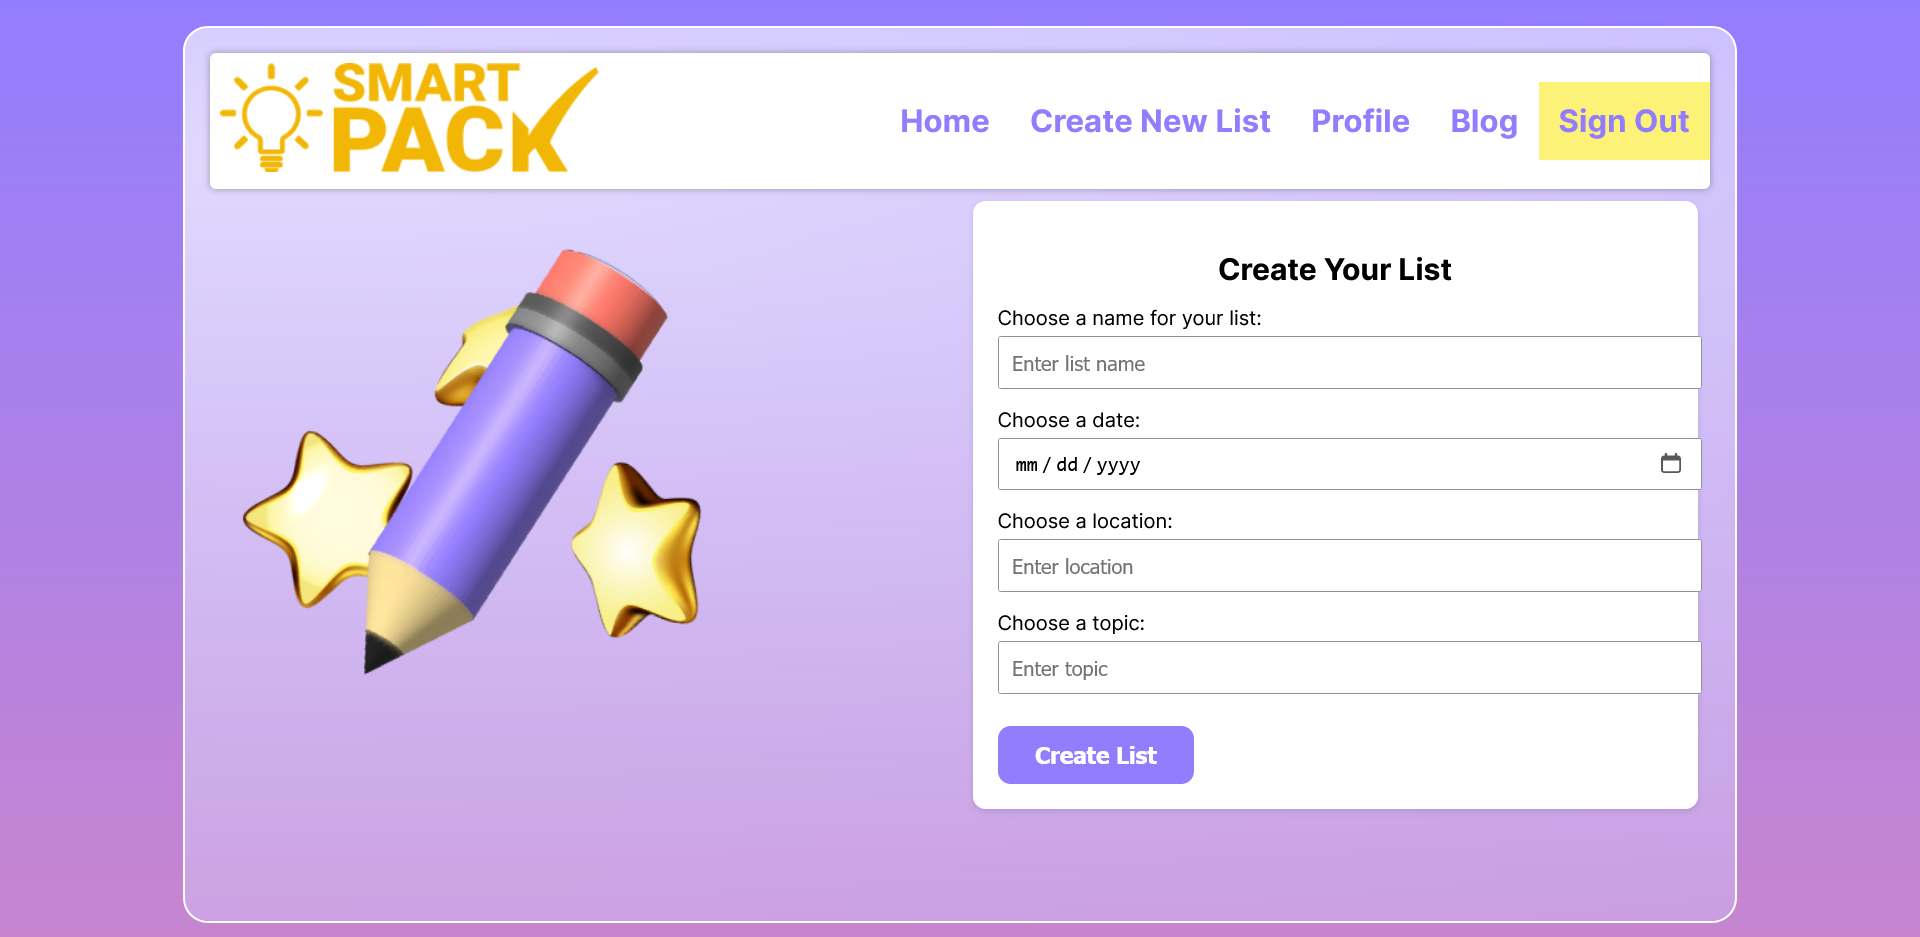 SMART
PACK
Home Create New List Profile Blog Sign Out
Create Your List
Choose a name for your list:
Enter list name
Choose a date:
mm / dd / yyyy
Choose a location:
Enter location
Choose a topic:
Enter topic
Create List